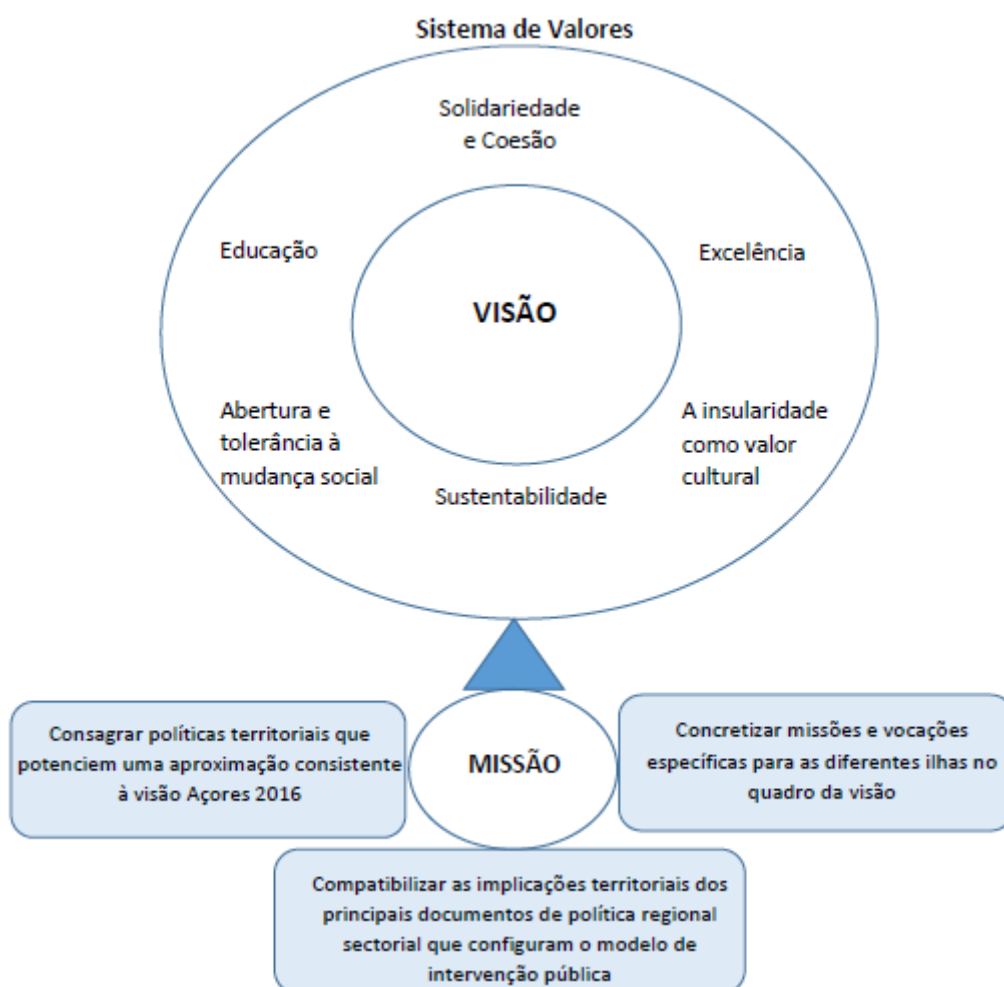 Sistema de Valores
Solidariedade
e Coesão
Educação
Excelência
VISÃO
Abertura e
tolerância à
mudança social
A insularidade
como valor
cultural
Sustentabilidade
MISSÃO
Consagrar políticas territoriais que
potenciem uma aproximação consistente
à visão Açores 2016
Concretizar missões e vocações
específicas para as diferentes ilhas no
quadro da visão
Compatibilizar as implicações territoriais dos
principais documentos de política regional
sectorial que configuram o modelo de
intervenção pública